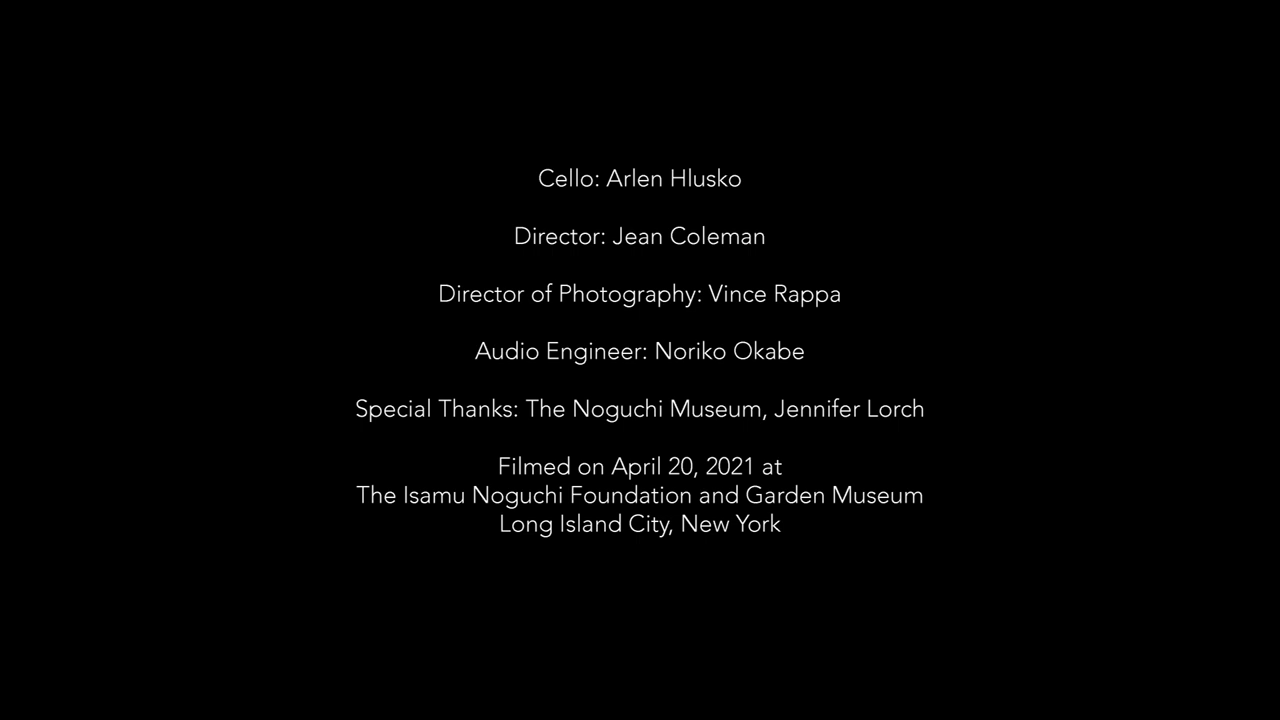 Cello: Arlen Hlusko
Director: Jean Coleman
Director of Photography: Vince Rappa
Audio Engineer: Noriko Okabe
Special Thanks: The Noguchi Museum, Jennifer Lorch
Filmed on April 20, 2021 at
The Isamu Noguchi Foundation and Garden Museum
Long Island City, New York